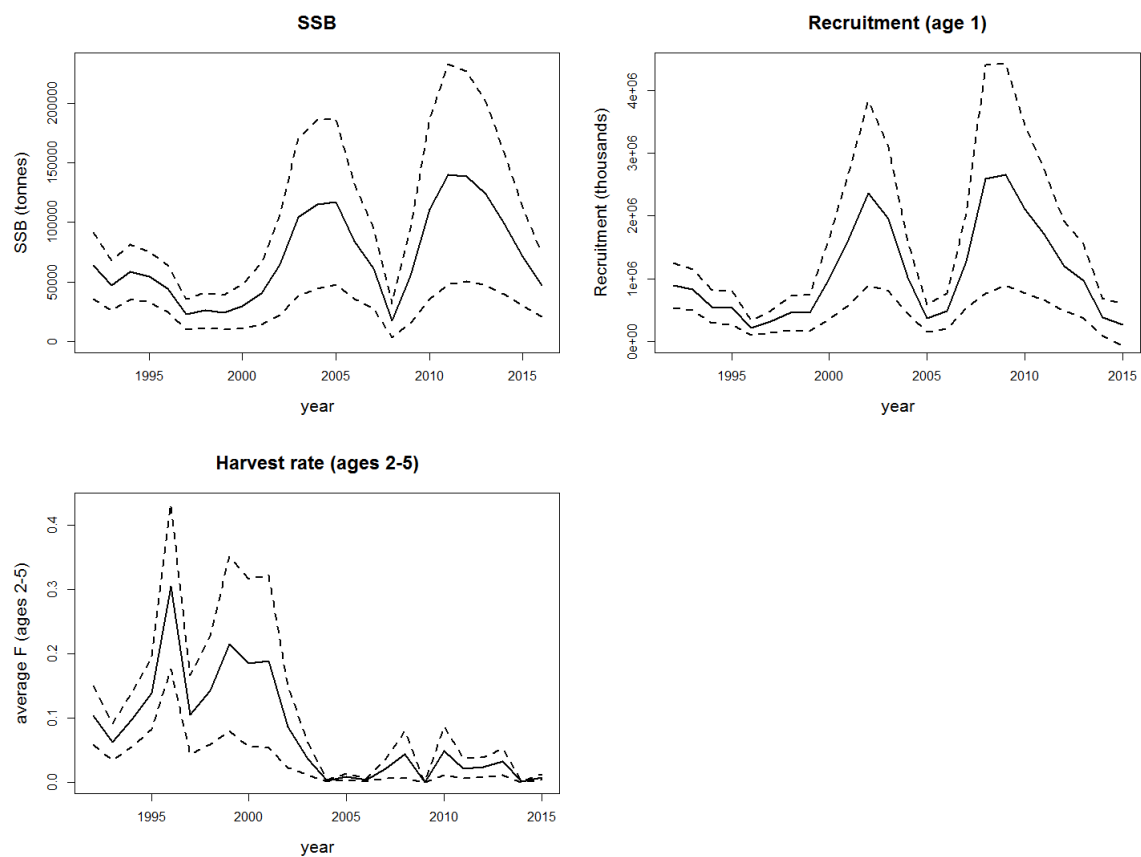 SSB
SSB (tonnes)
200000
150000
100000
50000
0
1995 2000 2005 2010 2015
year
Recruitment (age 1)
Recruitment (thousands)
4e+06
3e+06
2e+06
1e+06
0e+00
1995 2000 2005 2010 2015
year
Harvest rate (ages 2-5)
average F (ages 2-5)
0.4
0.3
0.2
0.1
0.0
1995 2000 2005 2010 2015
year